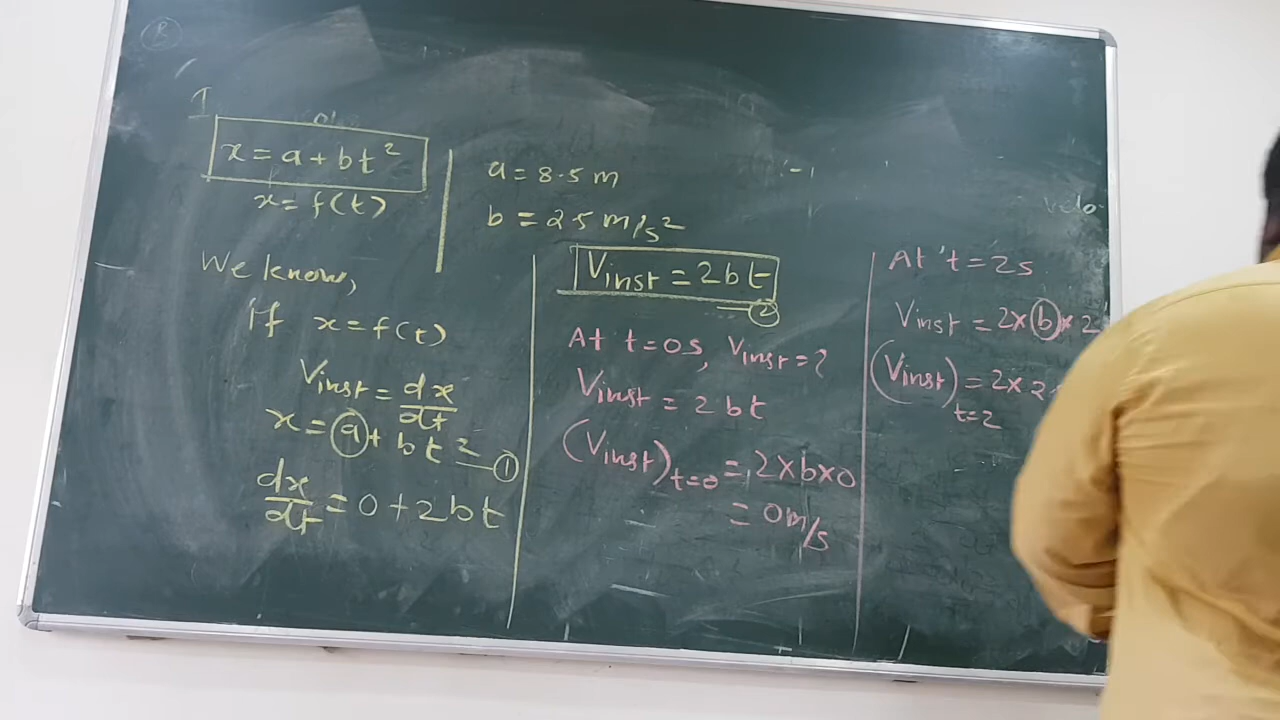 x = a + bt²
x = f(t)
a = 8.5 m
b = 2.5 m/s²
We know,
If x = f(t)
Vinst = dx/dt
x = a + bt² — ①
dx/dt = 0 + 2bt
Vinst = 2bt
— ②
At t = 0s, Vinst = ?
Vinst = 2bt
(Vinst)t=0 = 2×b×0
= 0 m/s
velo
At t = 2s
Vinst = 2×b×2
(Vinst)t=2 = 2×2